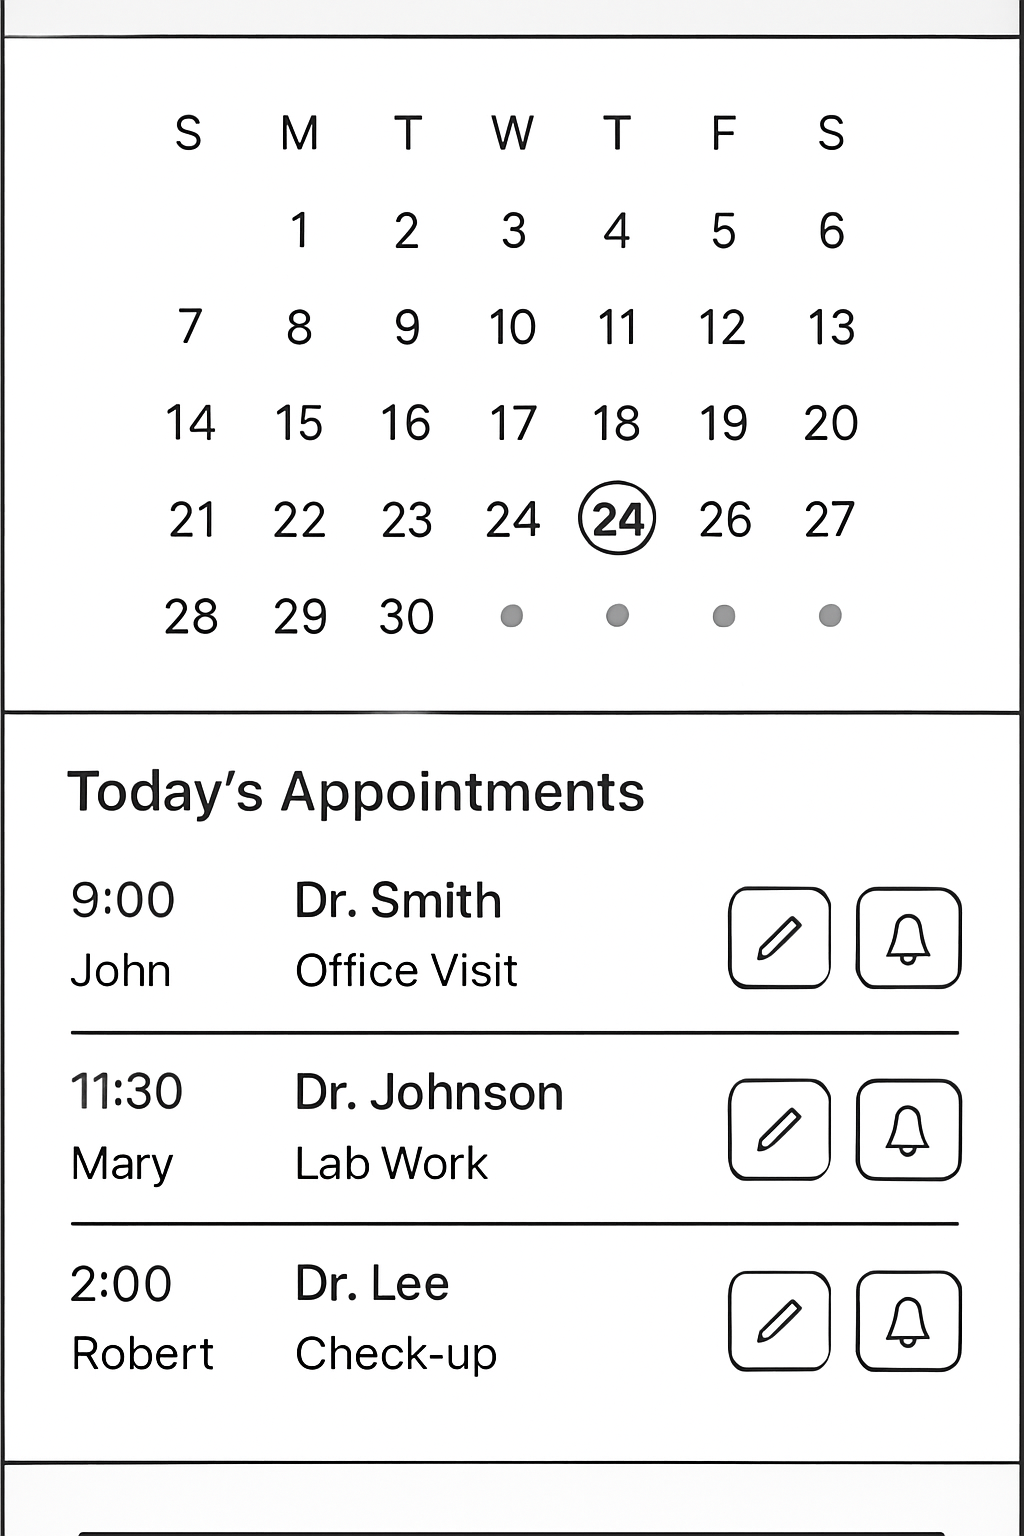 S M T W T F S
1 2 3 4 5 6
7 8 9 10 11 12 13
14 15 16 17 18 19 20
21 22 23 24 24 26 27
28 29 30
Today’s Appointments
9:00 Dr. Smith
John Office Visit
11:30 Dr. Johnson
Mary Lab Work
2:00 Dr. Lee
Robert Check-up